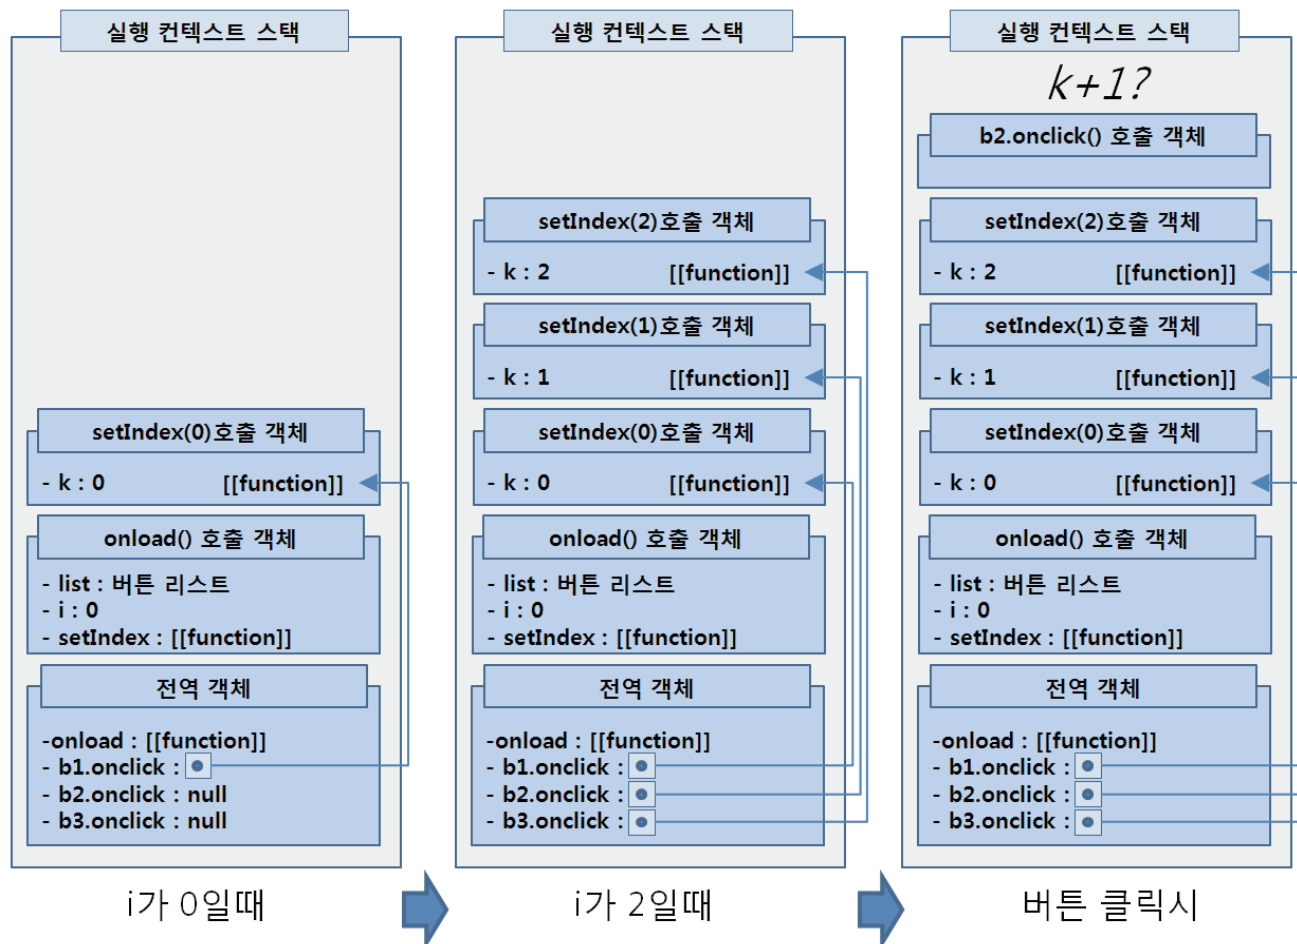 실행 컨텍스트 스택
setIndex(0)호출 객체
- k : 0 [[function]]
onload() 호출 객체
- list : 버튼 리스트
- i : 0
- setIndex : [[function]]
전역 객체
-onload : [[function]]
- b1.onclick :
- b2.onclick : null
- b3.onclick : null
i가 0일때
실행 컨텍스트 스택
setIndex(2)호출 객체
- k : 2 [[function]]
setIndex(1)호출 객체
- k : 1 [[function]]
setIndex(0)호출 객체
- k : 0 [[function]]
onload() 호출 객체
- list : 버튼 리스트
- i : 0
- setIndex : [[function]]
전역 객체
-onload : [[function]]
- b1.onclick :
- b2.onclick :
- b3.onclick :
i가 2일때
실행 컨텍스트 스택
k+1?
b2.onclick() 호출 객체
setIndex(2)호출 객체
- k : 2 [[function]]
setIndex(1)호출 객체
- k : 1 [[function]]
setIndex(0)호출 객체
- k : 0 [[function]]
onload() 호출 객체
- list : 버튼 리스트
- i : 0
- setIndex : [[function]]
전역 객체
-onload : [[function]]
- b1.onclick :
- b2.onclick :
- b3.onclick :
버튼 클릭시